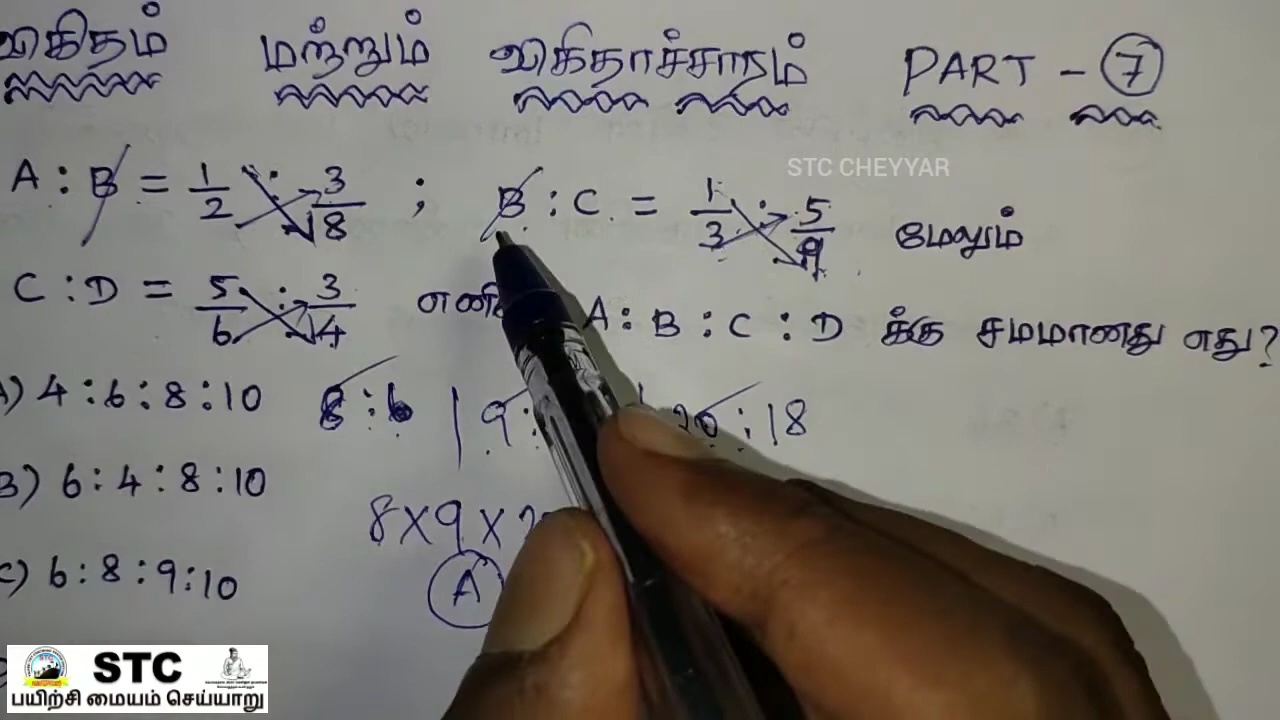 விகிதம் மற்றும் விகிதாச்சாரம் PART - 7
STC CHEYYAR
A : B = 1/2 : 3/8 ; B : C = 1/3 : 5/9 மேலும்
C : D = 5/6 : 3/4 A : B : C : D க்கு சமமானது எது?
A) 4 : 6 : 8 : 10 8 : 6 | 9 : 20 : 18
B) 6 : 4 : 8 : 10
8 X 9 X
C) 6 : 8 : 9 : 10 A
STC
பயிற்சி மையம் செய்யாறு